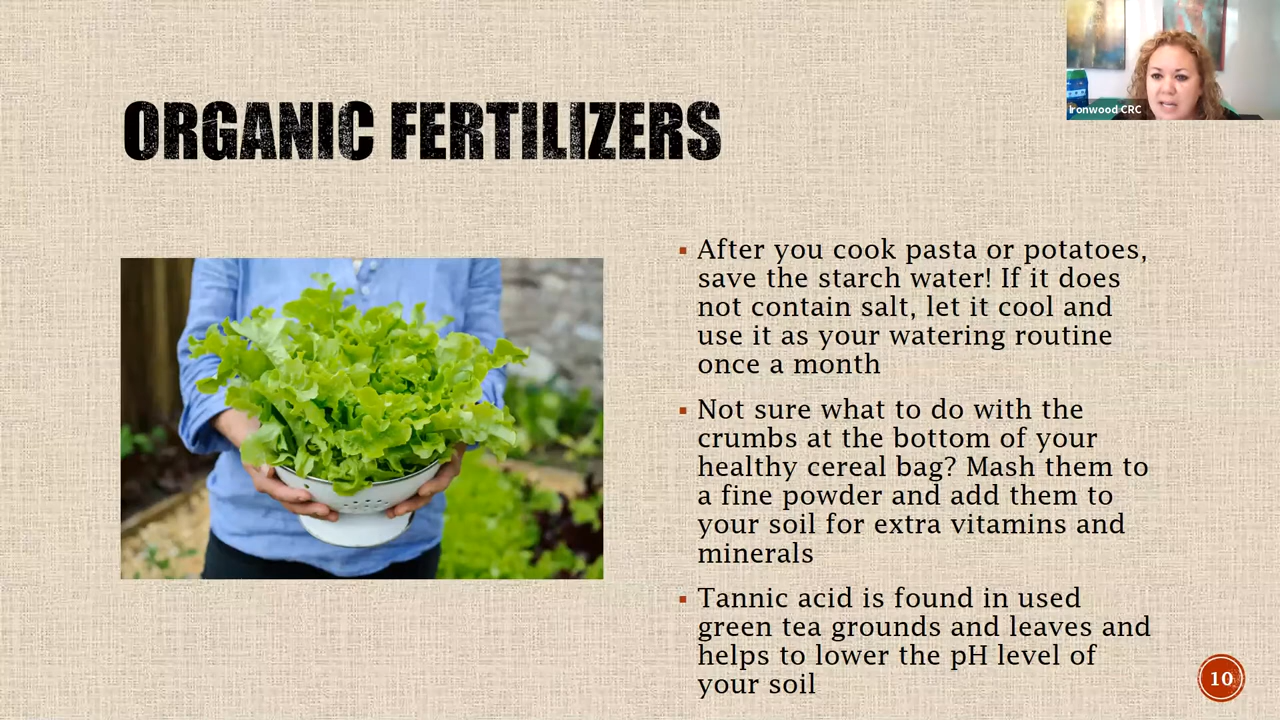 Ironwood CRC
ORGANIC FERTILIZERS
After you cook pasta or potatoes,
save the starch water! If it does
not contain salt, let it cool and
use it as your watering routine
once a month
Not sure what to do with the
crumbs at the bottom of your
healthy cereal bag? Mash them to
a fine powder and add them to
your soil for extra vitamins and
minerals
Tannic acid is found in used
green tea grounds and leaves and
helps to lower the pH level of
your soil
10